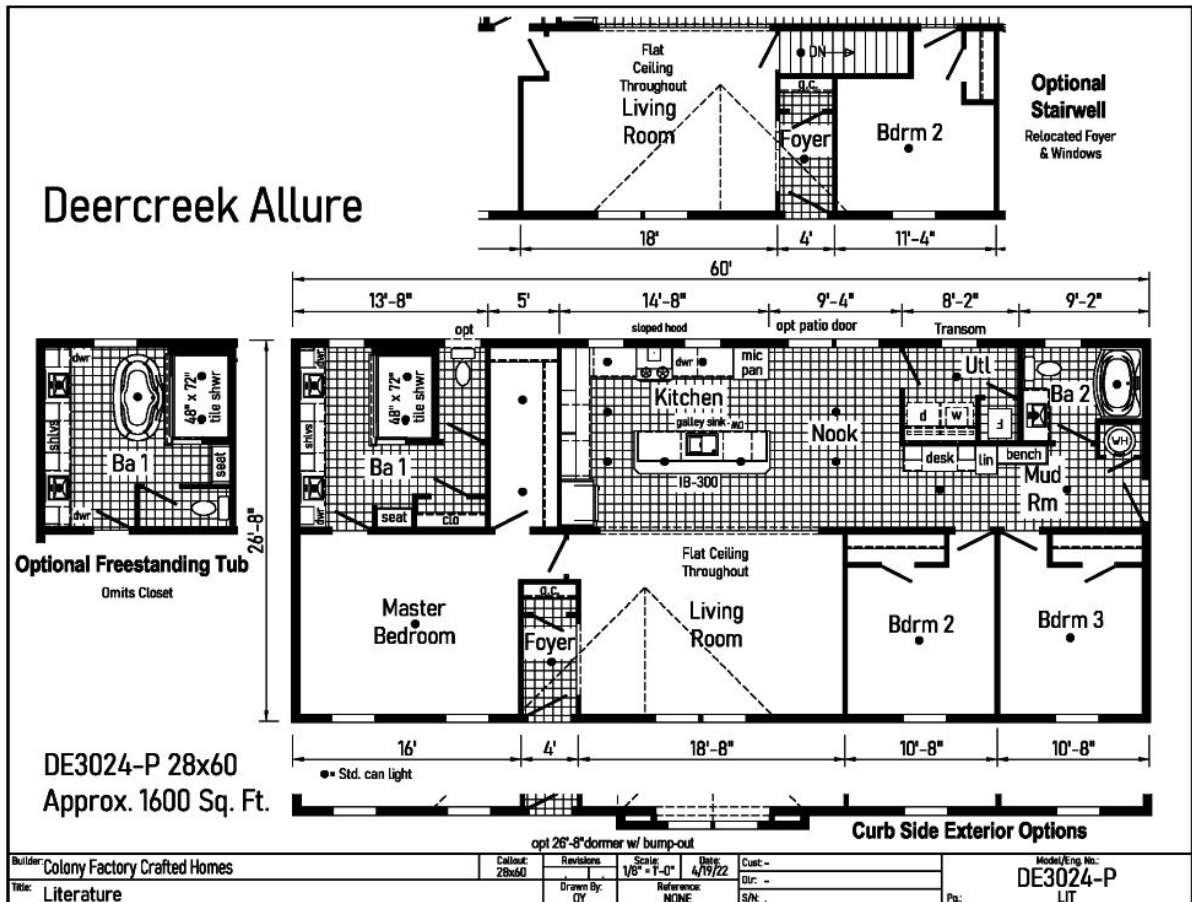 Flat
Ceiling
Throughout
Living
Room
DN
g.c.
Foyer
Bdrm 2
Optional
Stairwell
Relocated Foyer
& Windows
Deercreek Allure
18'
4'
11'-4"
60'
13'-8"
5'
14'-8"
9'-4"
8'-2"
9'-2"
opt
sloped hood
opt patio door
Transom
dwr
48" x 72"
tile shwr
shlvs
Ba 1
seat
dwr
Optional Freestanding Tub
Omits Closet
26'-8"
dwr
48" x 72"
tile shwr
shlvs
Ba 1
dwr
seat
clo
dwr
mic
pan
Kitchen
galley sink
DW
IB-300
Nook
Utl
d
w
F
Ba 2
WH
desk
lin
bench
Mud
Rm
Master
Bedroom
g.c.
Foyer
Flat Ceiling
Throughout
Living
Room
Bdrm 2
Bdrm 3
16'
4'
18'-8"
10'-8"
10'-8"
DE3024-P 28x60
Approx. 1600 Sq. Ft.
- Std. can light
opt 26'-8"dormer w/ bump-out
Curb Side Exterior Options
Builder: Colony Factory Crafted Homes
Callout:
28x60
Revisions
Scale:
1/8" = 1'-0"
Date:
4/19/22
Cust: -
Dlr: -
S/N: .
Model/Eng. No.:
DE3024-P
Title: Literature
Drawn By:
OY
Reference:
NONE
Pg.: LIT